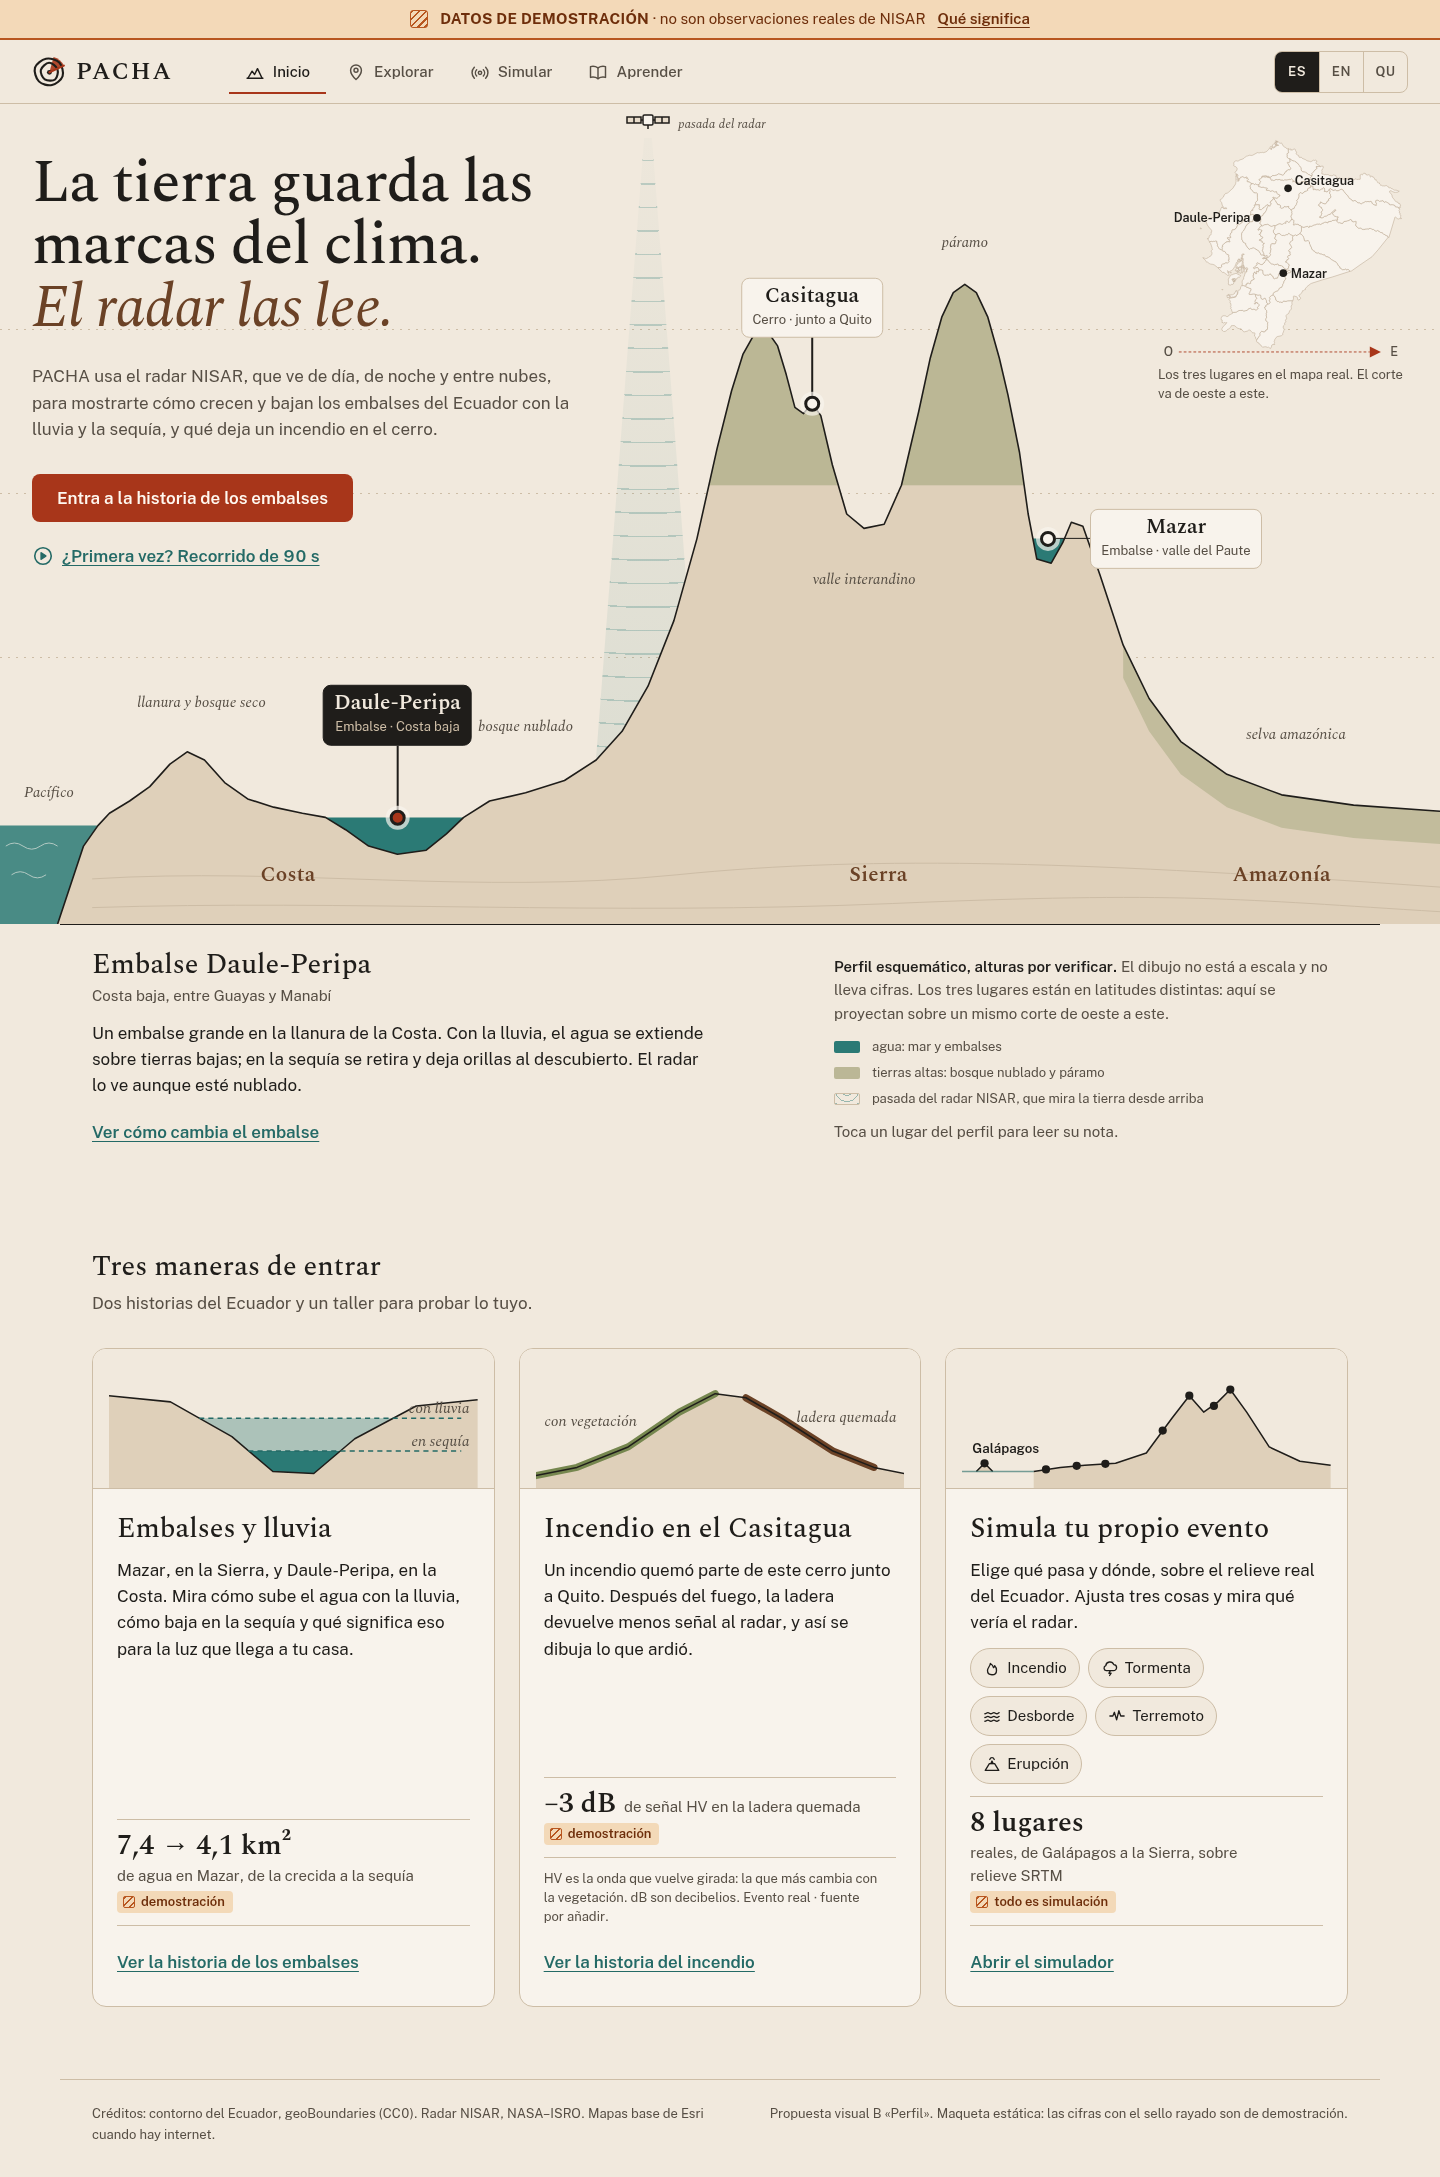 DATOS DE DEMOSTRACIÓN · no son observaciones reales de NISAR Qué significa
PACHA Inicio Explorar Simular Aprender ES EN QU
pasada del radar
La tierra guarda las
marcas del clima.
El radar las lee.
PACHA usa el radar NISAR, que ve de día, de noche y entre nubes,
para mostrarte cómo crecen y bajan los embalses del Ecuador con la
lluvia y la sequía, y qué deja un incendio en el cerro.
Entra a la historia de los embalses
¿Primera vez? Recorrido de 90 s
Casitagua
Daule-Peripa
Mazar
O E
Los tres lugares en el mapa real. El corte
va de oeste a este.
páramo
Casitagua
Cerro · junto a Quito
Mazar
Embalse · valle del Paute
valle interandino
llanura y bosque seco
Daule-Peripa
Embalse · Costa baja
bosque nublado
selva amazónica
Pacífico
Costa
Sierra
Amazonía
Embalse Daule-Peripa
Costa baja, entre Guayas y Manabí
Un embalse grande en la llanura de la Costa. Con la lluvia, el agua se extiende
sobre tierras bajas; en la sequía se retira y deja orillas al descubierto. El radar
lo ve aunque esté nublado.
Ver cómo cambia el embalse
Perfil esquemático, alturas por verificar. El dibujo no está a escala y no
lleva cifras. Los tres lugares están en latitudes distintas: aquí se
proyectan sobre un mismo corte de oeste a este.
agua: mar y embalses
tierras altas: bosque nublado y páramo
pasada del radar NISAR, que mira la tierra desde arriba
Toca un lugar del perfil para leer su nota.
Tres maneras de entrar
Dos historias del Ecuador y un taller para probar lo tuyo.
con lluvia
en sequía
Embalses y lluvia
Mazar, en la Sierra, y Daule-Peripa, en la
Costa. Mira cómo sube el agua con la lluvia,
cómo baja en la sequía y qué significa eso
para la luz que llega a tu casa.
7,4 → 4,1 km²
de agua en Mazar, de la crecida a la sequía
demostración
Ver la historia de los embalses
con vegetación
ladera quemada
Incendio en el Casitagua
Un incendio quemó parte de este cerro junto
a Quito. Después del fuego, la ladera
devuelve menos señal al radar, y así se
dibuja lo que ardió.
−3 dB de señal HV en la ladera quemada
demostración
HV es la onda que vuelve girada: la que más cambia con
la vegetación. dB son decibelios. Evento real · fuente
por añadir.
Ver la historia del incendio
Galápagos
Simula tu propio evento
Elige qué pasa y dónde, sobre el relieve real
del Ecuador. Ajusta tres cosas y mira qué
vería el radar.
Incendio Tormenta
Desborde Terremoto
Erupción
8 lugares
reales, de Galápagos a la Sierra, sobre
relieve SRTM
todo es simulación
Abrir el simulador
Créditos: contorno del Ecuador, geoBoundaries (CC0). Radar NISAR, NASA–ISRO. Mapas base de Esri
cuando hay internet.
Propuesta visual B «Perfil». Maqueta estática: las cifras con el sello rayado son de demostración.